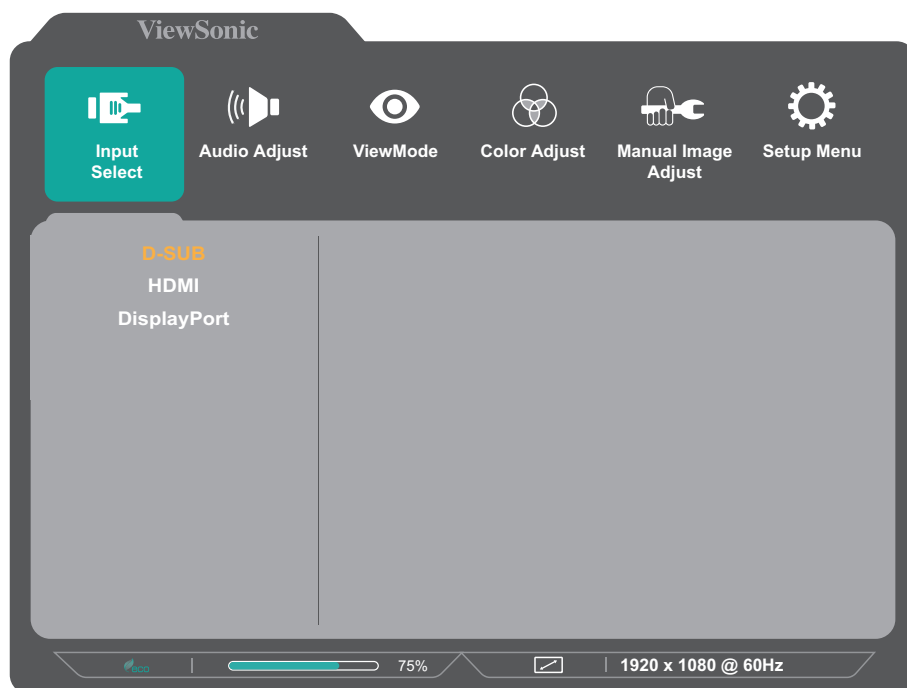 ViewSonic
Input
Select
Audio Adjust
ViewMode
Color Adjust
Manual Image
Adjust
Setup Menu
D-SUB
HDMI
DisplayPort
75%
1920 x 1080 @ 60Hz